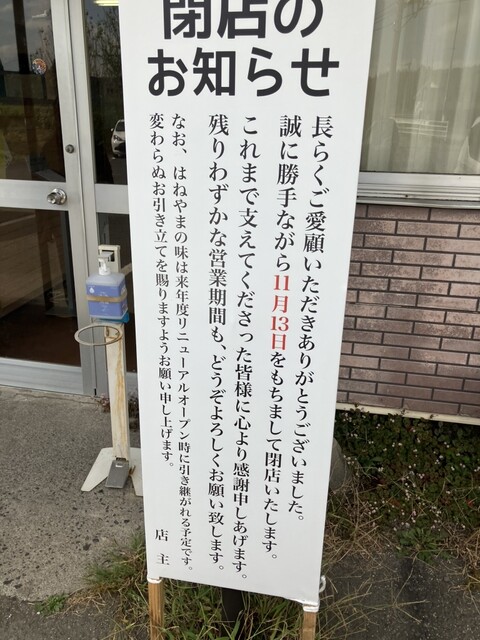 閉店の
お知らせ
長らくご愛顧いただきありがとうございました。
誠に勝手ながら11月13日をもちまして閉店いたします。
これまで支えてくださった皆様に心より感謝申しあげます。
残りわずかな営業期間も、どうぞよろしくお願い致します。
なお、はねやまの味は来年度リニューアルオープン時に引き継がれる予定です。
変わらぬお引き立てを賜りますようお願い申し上げます。
店主